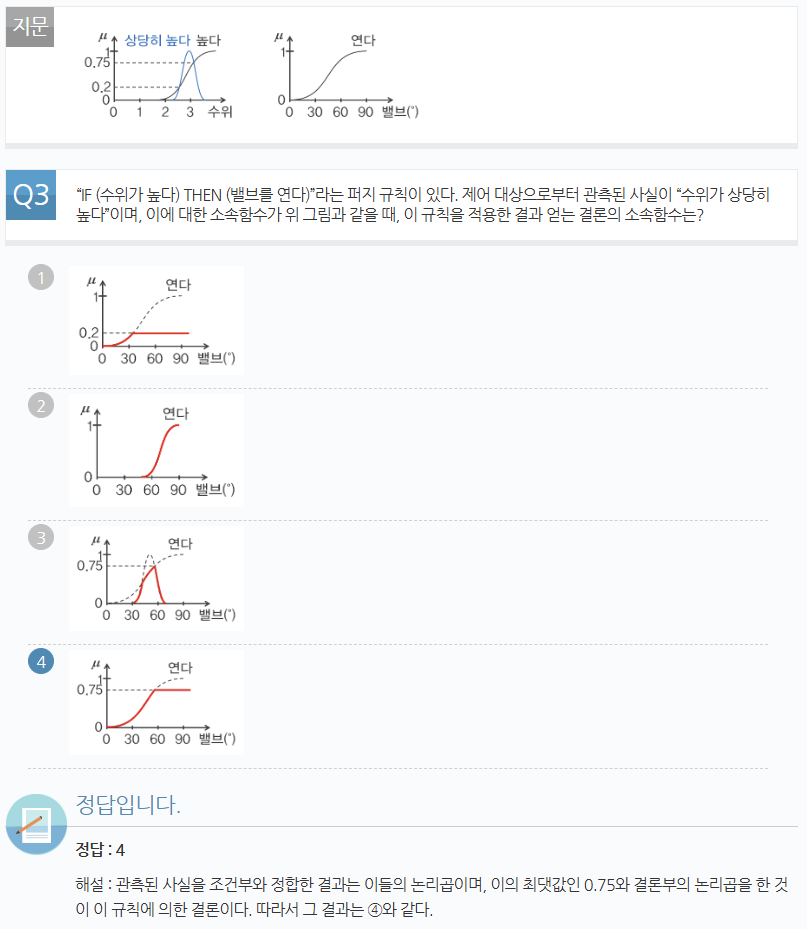 지문
μ 상당히 높다 높다
1
0.75
0.2
0
0 1 2 3 수위
μ 연다
1
0
0 30 60 90 밸브(°)
Q3
“IF (수위가 높다) THEN (밸브를 연다)”라는 퍼지 규칙이 있다. 제어 대상으로부터 관측된 사실이 “수위가 상당히
높다”이며, 이에 대한 소속함수가 위 그림과 같을 때, 이 규칙을 적용한 결과 얻는 결론의 소속함수는?
1
μ 연다
1
0.2
0
0 30 60 90 밸브(°)
2
μ 연다
1
0
0 30 60 90 밸브(°)
3
μ 연다
1
0.75
0
0 30 60 90 밸브(°)
4
μ 연다
1
0.75
0
0 30 60 90 밸브(°)
정답입니다.
정답 : 4
해설 : 관측된 사실을 조건부와 정합한 결과는 이들의 논리곱이며, 이의 최댓값인 0.75와 결론부의 논리곱을 한 것
이 이 규칙에 의한 결론이다. 따라서 그 결과는 ④와 같다.